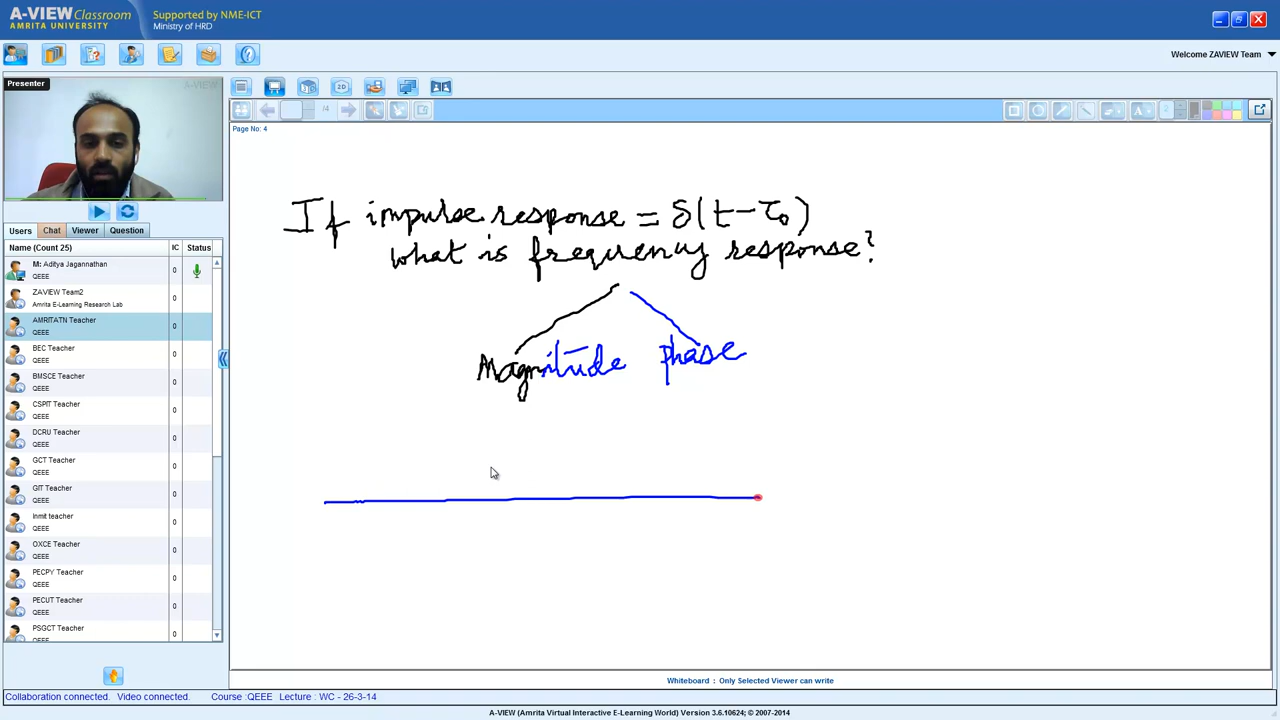 A-VIEW Classroom
AMRITA UNIVERSITY
Supported by NME-ICT
Ministry of HRD
Welcome ZAVIEW Team
Presenter
A-VIEW
/4
2D
A
2
Page No: 4
If impulse response = δ(t-τ₀)
what is frequency response?
Magnitude phase
Users Chat Viewer Question
Name (Count 25) IC Status
M: Aditya Jagannathan 0
QEEE
ZAVIEW Team2 0
Amrita E-Learning Research Lab
AMRITATN Teacher 0
QEEE
BEC Teacher 0
QEEE
BMSCE Teacher 0
QEEE
CSPIT Teacher 0
QEEE
DCRU Teacher 0
QEEE
GCT Teacher 0
QEEE
GIT Teacher 0
QEEE
Inmit teacher 0
QEEE
OXCE Teacher 0
QEEE
PECPY Teacher 0
QEEE
PECUT Teacher 0
QEEE
PSGCT Teacher 0
QEEE
Whiteboard : Only Selected Viewer can write
Collaboration connected. Video connected. Course :QEEE Lecture : WC - 26-3-14
A-VIEW (Amrita Virtual Interactive E-Learning World) Version 3.6.10624; © 2007-2014